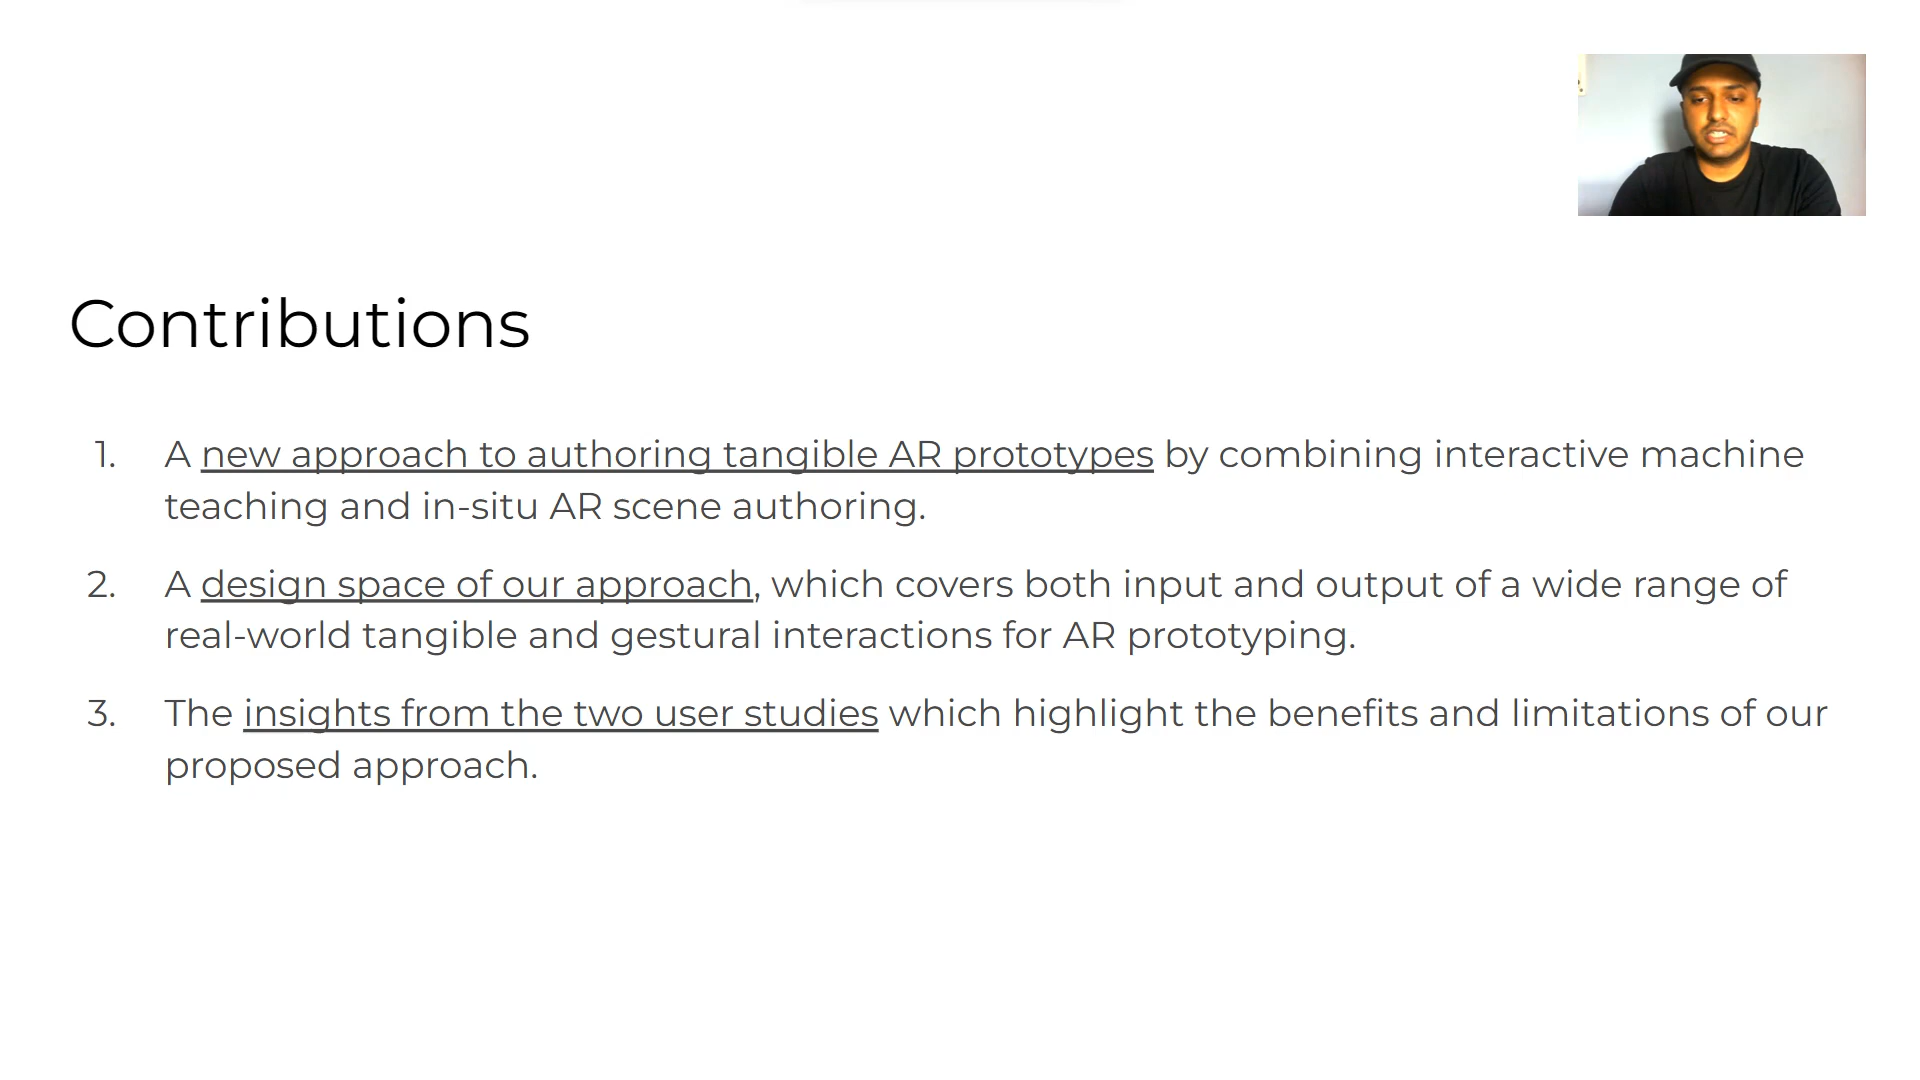 Contributions
1. A new approach to authoring tangible AR prototypes by combining interactive machine
teaching and in-situ AR scene authoring.
2. A design space of our approach, which covers both input and output of a wide range of
real-world tangible and gestural interactions for AR prototyping.
3. The insights from the two user studies which highlight the benefits and limitations of our
proposed approach.